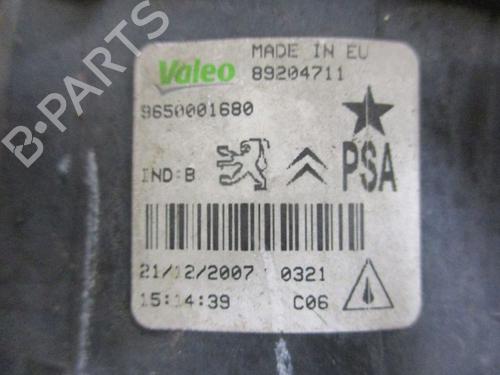 Valeo
MADE IN EU
89204711
9650001680
IND:B
PSA
21/12/2007 0321
15:14:39 C06
B-PARTS